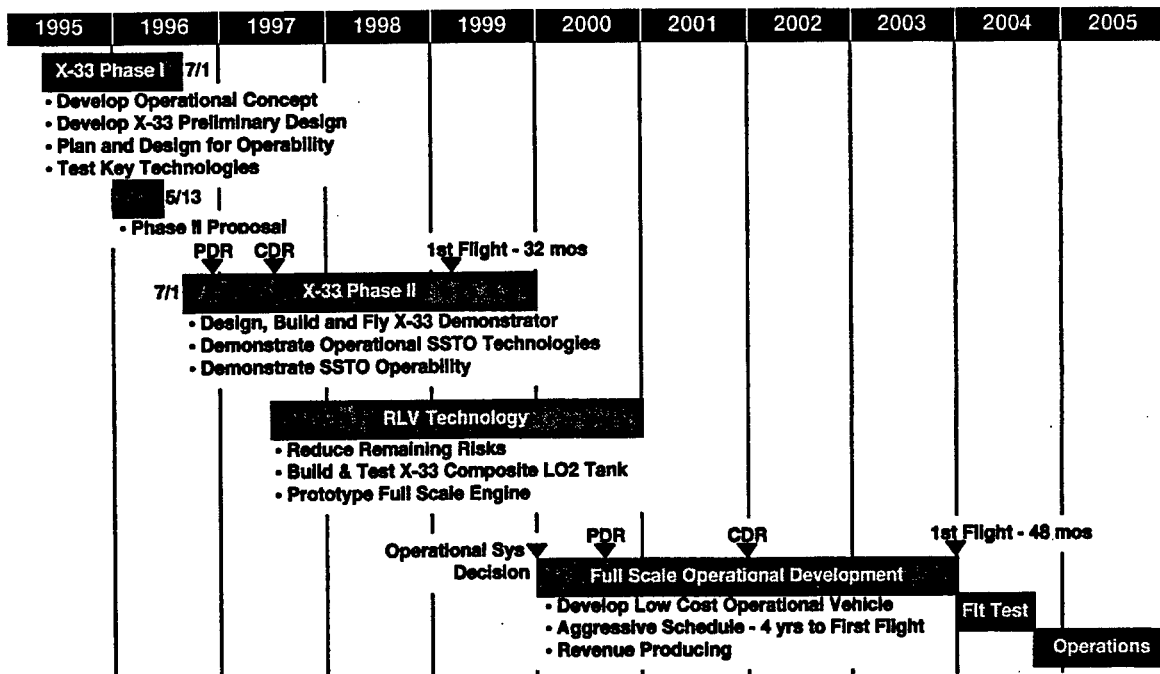 1995 1996 1997 1998 1999 2000 2001 2002 2003 2004 2005
X-33 Phase I 7/1
• Develop Operational Concept
• Develop X-33 Preliminary Design
• Plan and Design for Operability
• Test Key Technologies
5/13
• Phase II Proposal
PDR CDR 1st Flight - 32 mos
7/1 X-33 Phase II
• Design, Build and Fly X-33 Demonstrator
• Demonstrate Operational SSTO Technologies
• Demonstrate SSTO Operability
RLV Technology
• Reduce Remaining Risks
• Build & Test X-33 Composite LO2 Tank
• Prototype Full Scale Engine
Operational Sys PDR CDR 1st Flight - 48 mos
Decision Full Scale Operational Development
• Develop Low Cost Operational Vehicle
• Aggressive Schedule - 4 yrs to First Flight
• Revenue Producing
Flt Test
Operations